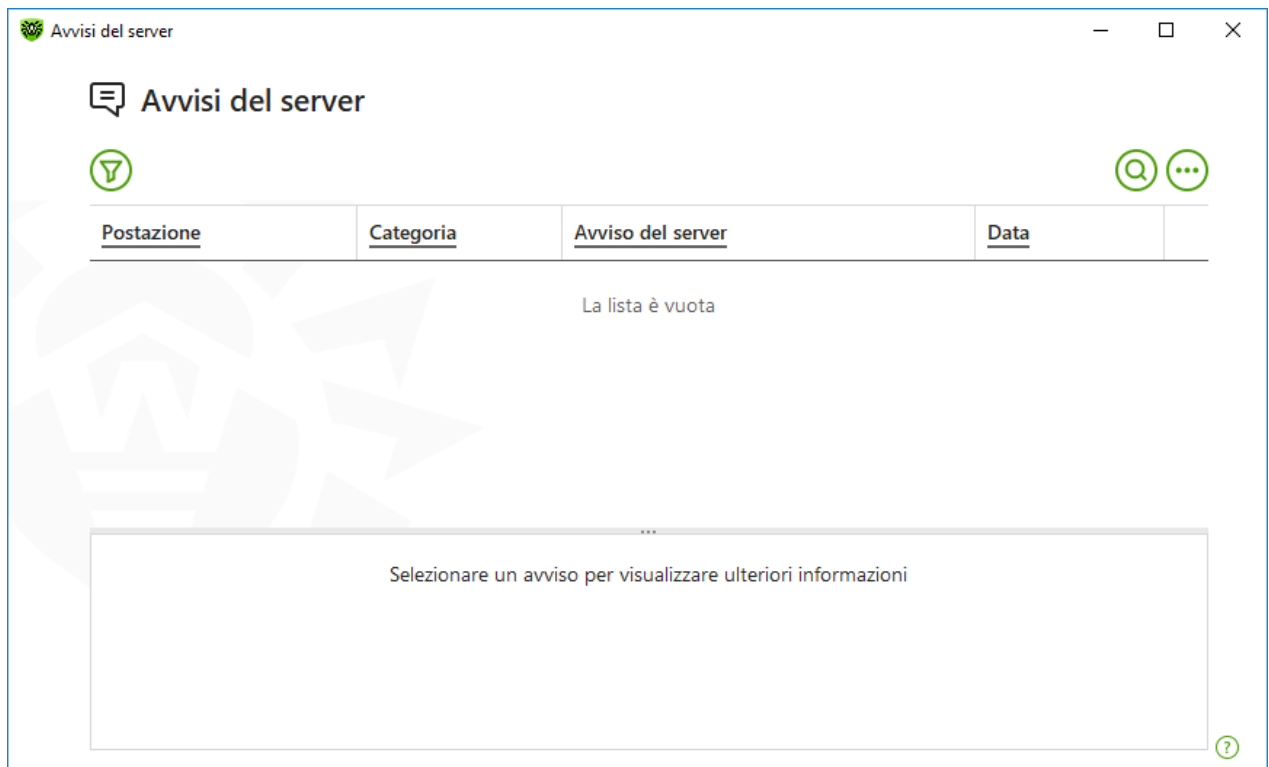 Avvisi del server
Avvisi del server
Postazione Categoria Avviso del server Data
La lista è vuota
Selezionare un avviso per visualizzare ulteriori informazioni
?